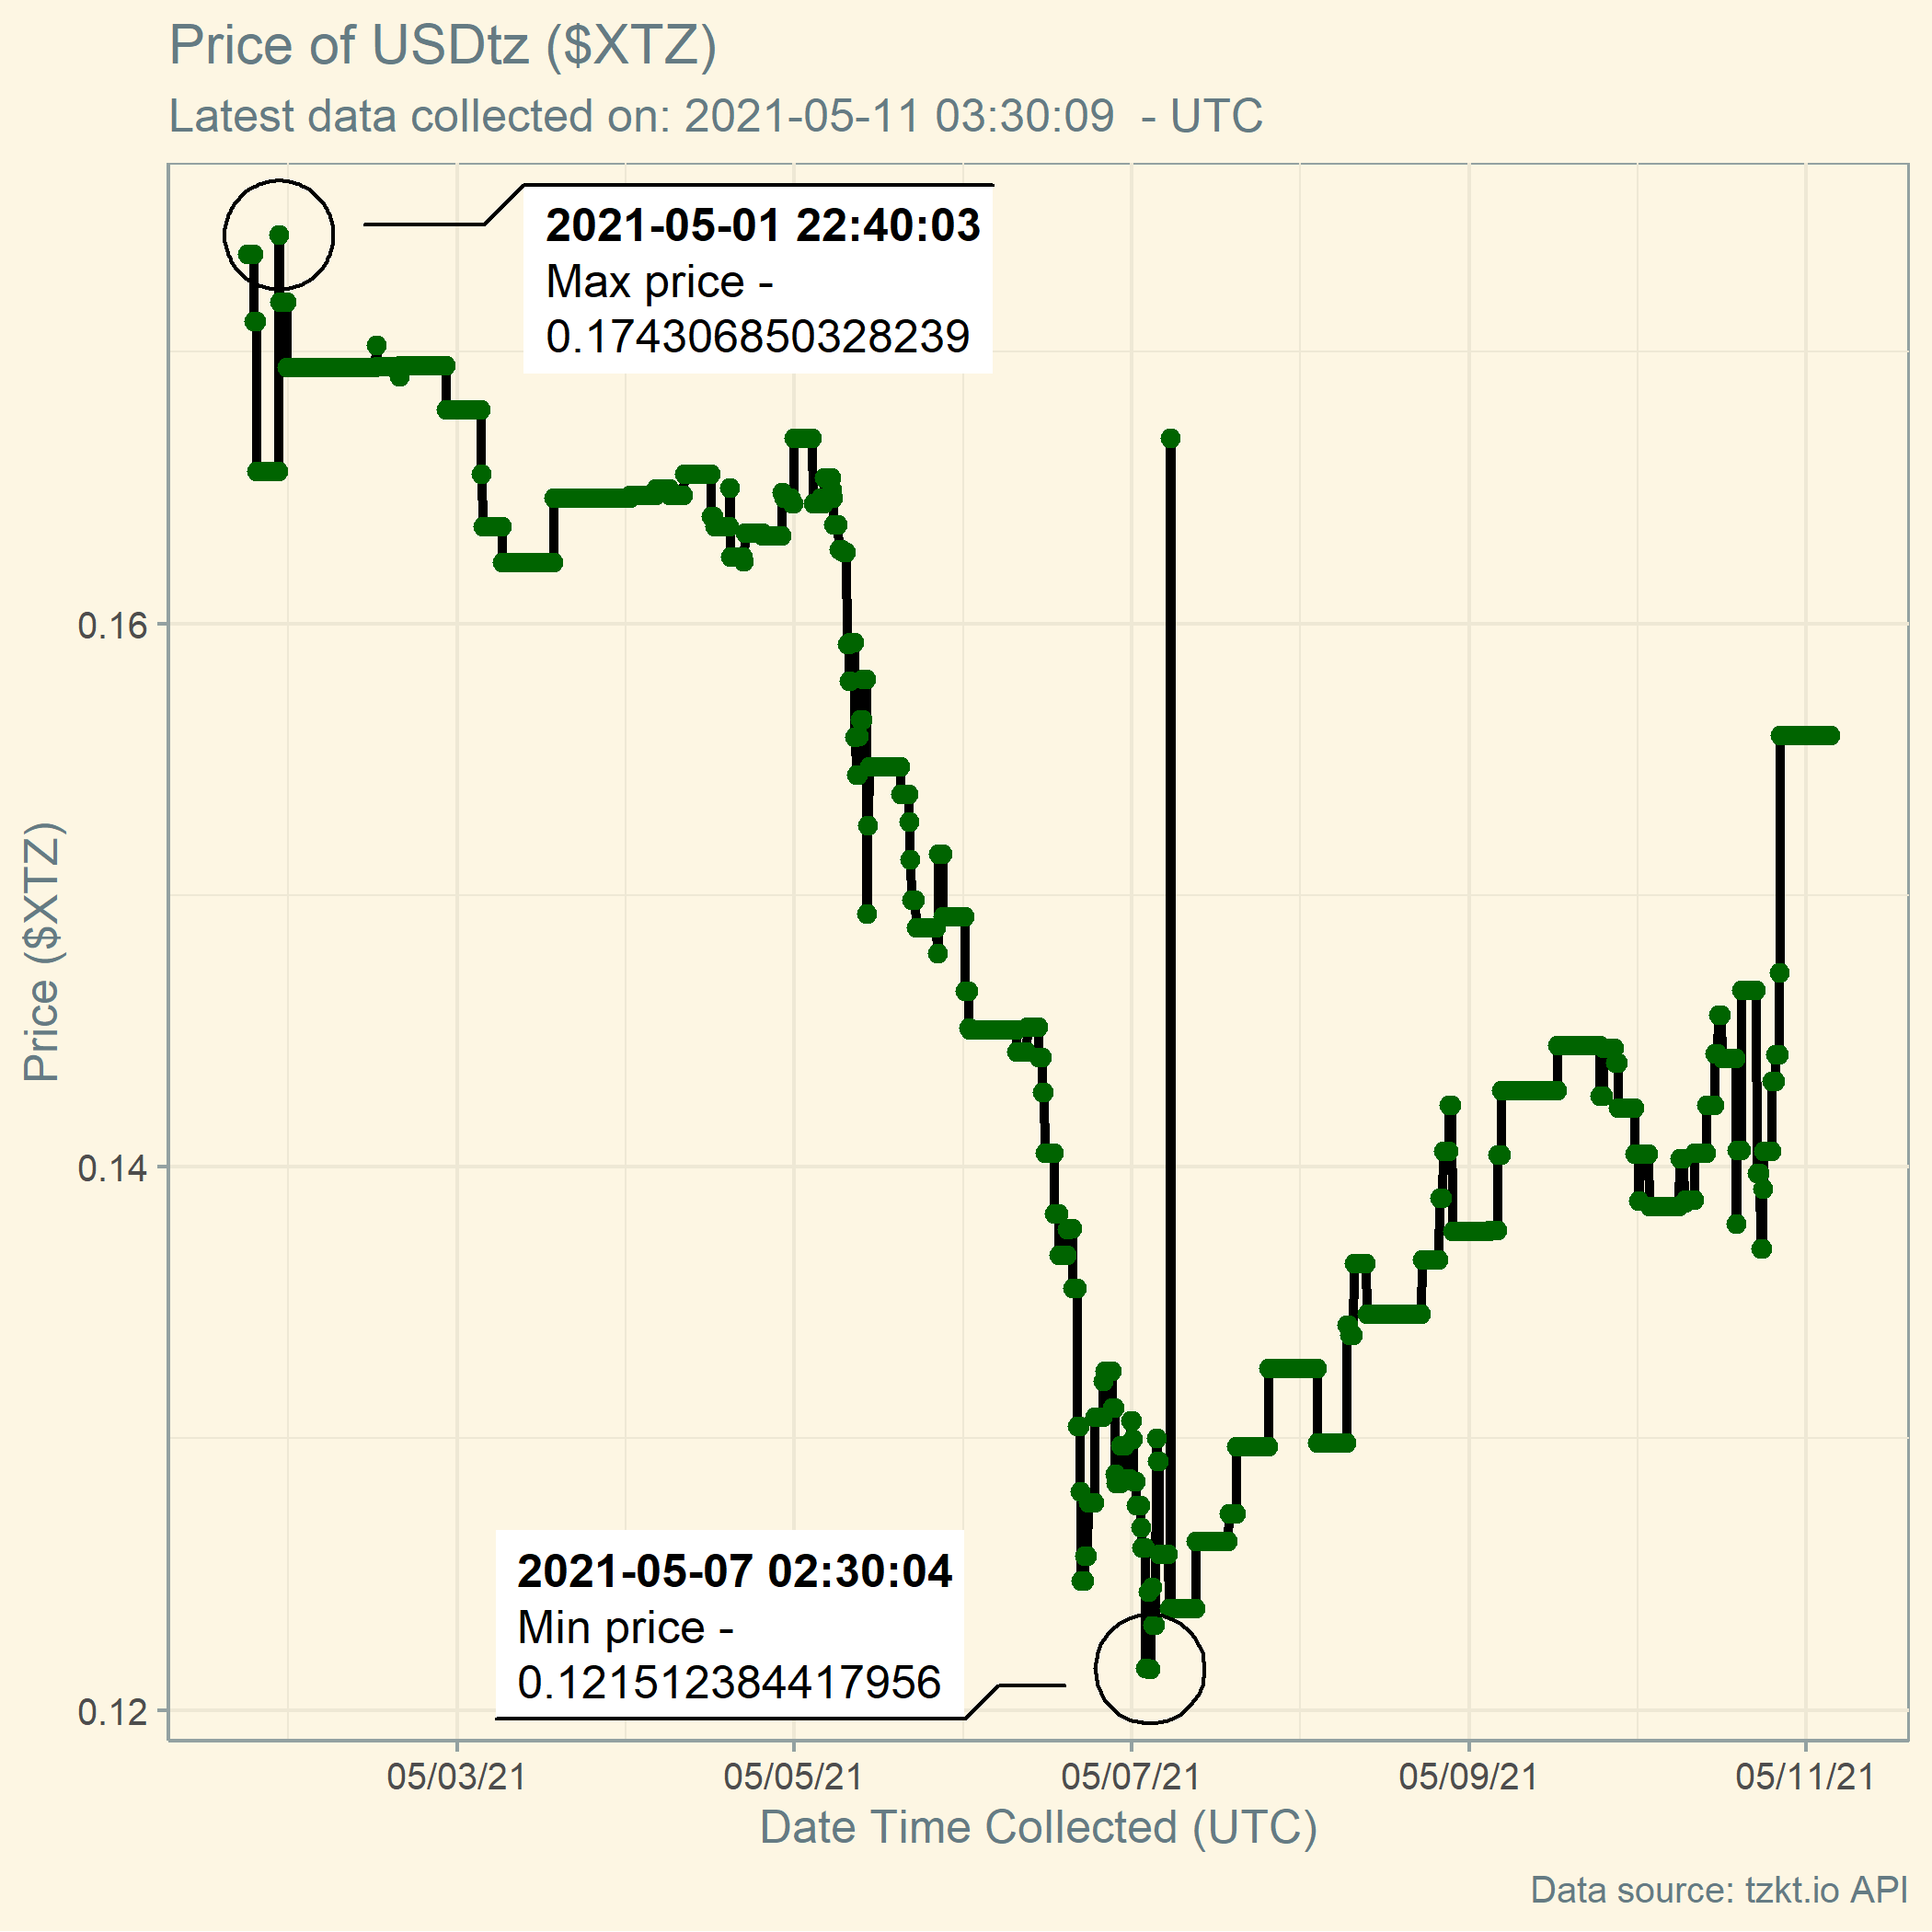 Price of USDtz ($XTZ)
Latest data collected on: 2021-05-11 03:30:09  - UTC
2021-05-01 22:40:03
Max price -
0.174306850328239
0.16
0.14
0.12
Price ($XTZ)
2021-05-07 02:30:04
Min price -
0.121512384417956
05/03/21
05/05/21
05/07/21
05/09/21
05/11/21
Date Time Collected (UTC)
Data source: tzkt.io API